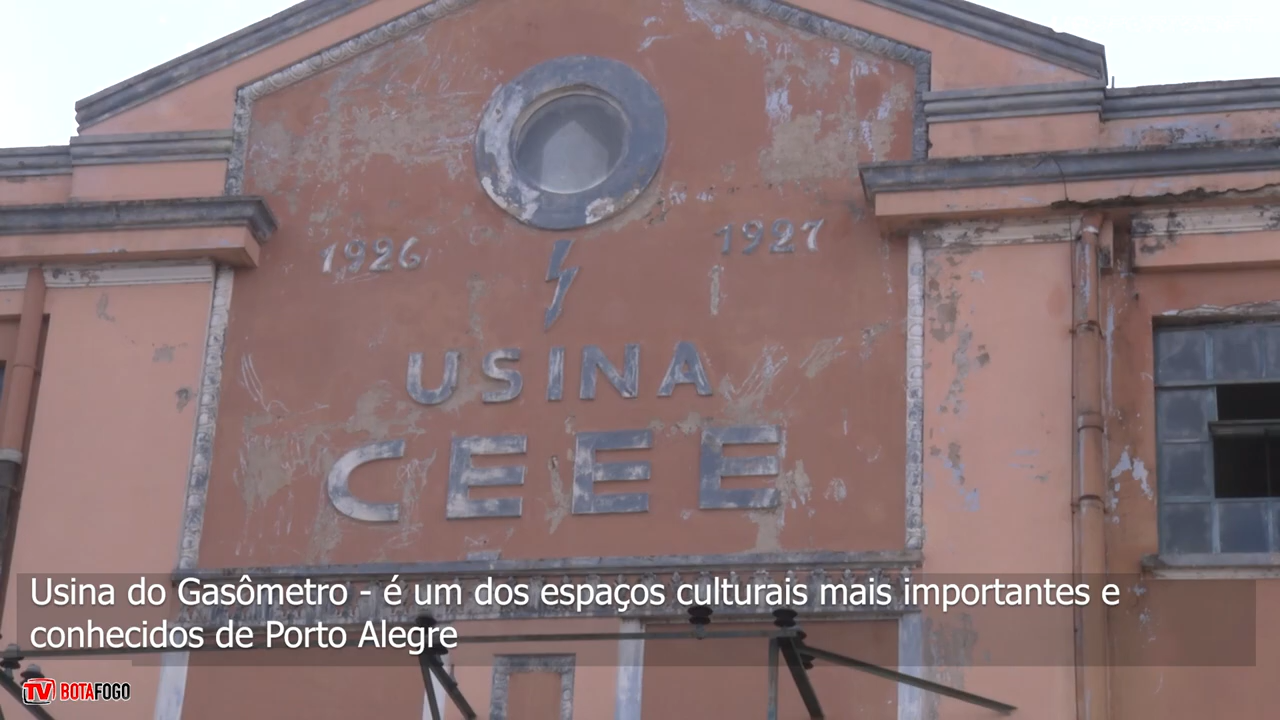 1926 1927
USINA
CEEE
Usina do Gasômetro - é um dos espaços culturais mais importantes e
conhecidos de Porto Alegre
TV BOTAFOGO